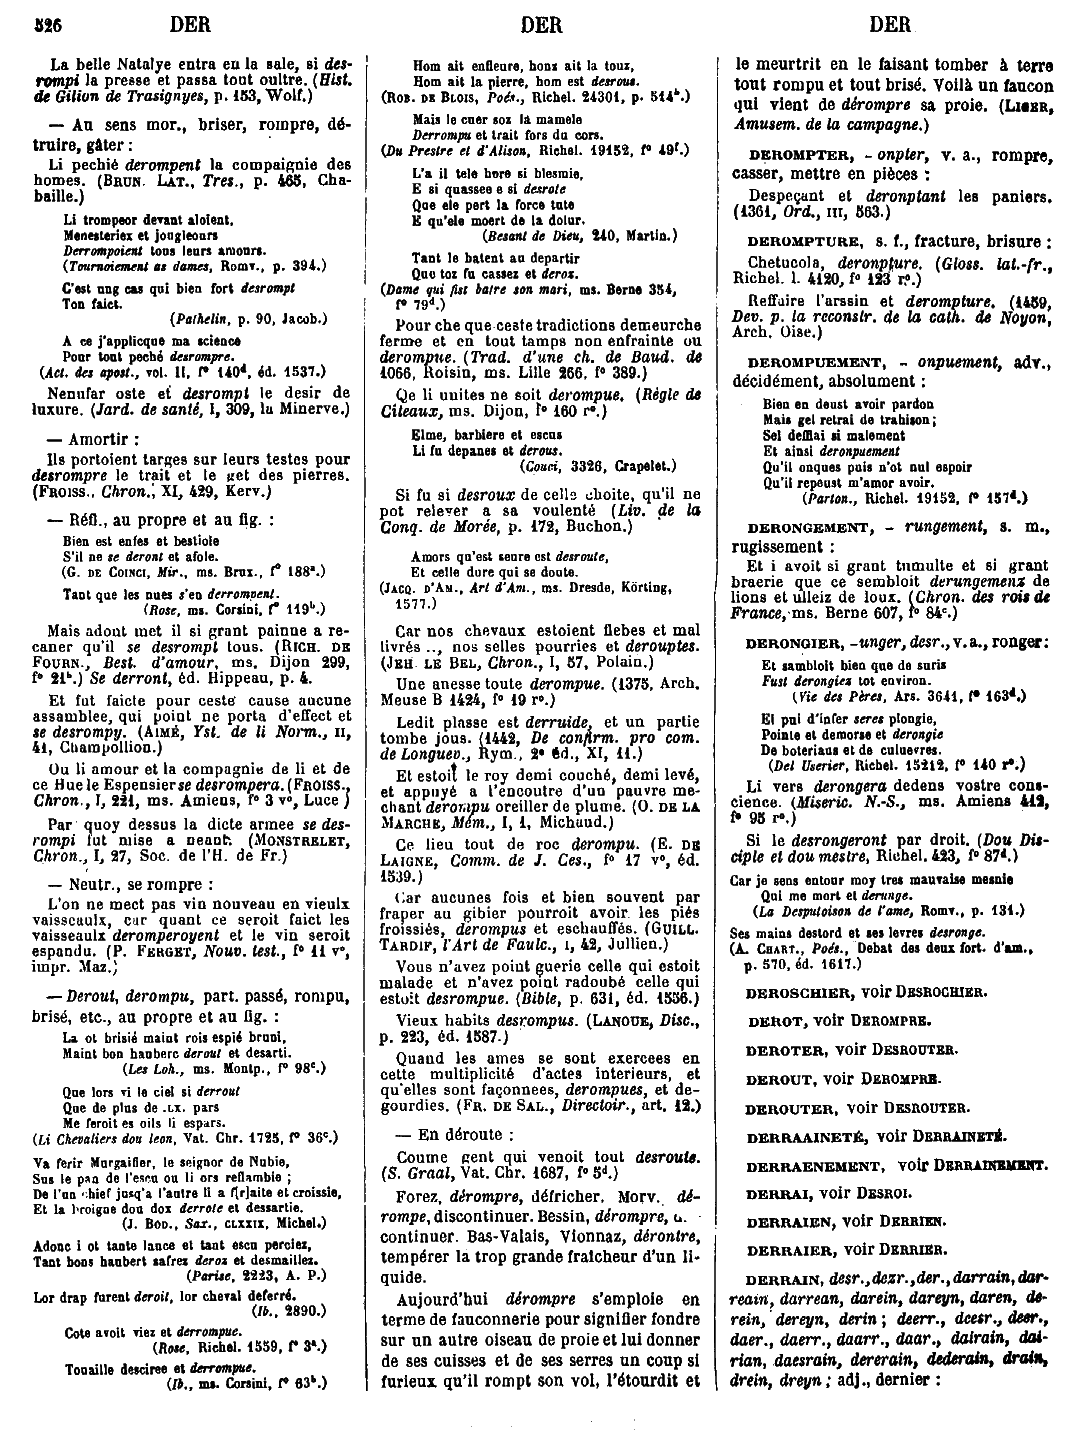 526 DER DER DER
La belle Natalye entra en la sale, si des-
rompi la presse et passa tout oultre. (Hist.
de Gilion de Trasignyes, p. 153, Wolf.)
— Au sens mor., briser, rompre, dé-
truire, gâter :
Li pechié derompent la compaignie des
homes. (BRUN. LAT., Tres., p. 465, Cha-
baille.)
Li trompeor devant aloient,
Menesteriex et jongleours
Derrompoient tous leurs amours.
(Tournoiement as dames, Romv., p. 394.)
C'est ung cas qui bien fort desrompt
Ton faict.
(Pathelin, p. 90, Jacob.)
A ce j'applicque ma science
Pour tout peché desrompre.
(Act. des apost., vol. II, f° 140d, éd. 1537.)
Nenufar oste et desrompt le desir de
luxure. (Jard. de santé, I, 309, la Minerve.)
— Amortir :
Ils portoient targes sur leurs testes pour
desrompre le trait et le get des pierres.
(FROISS., Chron., XI, 429, Kerv.)
— Réfl., au propre et au fig. :
Bien est enfes et bestiole
S'il ne se deront et afole.
(G. DE COINCI, Mir., ms. Brux., f° 188a.)
Tant que les nues s'en derrompent.
(Rose, ms. Corsini, f° 119b.)
Mais adout met il si grant painne a re-
caner qu'il se desrompt tous. (RICH. DE
FOURN., Best. d'amour, ms. Dijon 299,
f° 21b.) Se derront, éd. Hippeau, p. 4.
Et fut faicte pour ceste cause aucune
assamblee, qui point ne porta d'effect et
se desrompy. (AIMÉ, Yst. de li Norm., II,
41, Champollion.)
Ou li amour et la compagnie de li et de
ce Hue le Espensier se desrompera. (FROISS.,
Chron., I, 221, ms. Amiens, f° 3 v°, Luce)
Par quoy dessus la dicte armee se des-
rompi fut mise a neant. (MONSTRELET,
Chron., I, 27, Soc. de l'H. de Fr.)
— Neutr., se rompre :
L'on ne mect pas vin nouveau en vieulx
vaisscaulx, car quant ce seroit faict les
vaisseaulx deromperoyent et le vin seroit
espandu. (P. FERGET, Nouv. test., f° 11 v°,
impr. Maz.)
— Derout, derompu, part. passé, rompu,
brisé, etc., au propre et au fig. :
La ot brisié maint rois espié bruni,
Maint bon hauberc derout et desarti.
(Les Loh., ms. Montp., f° 98c.)
Que lors vi le ciel si derrout
Que de plus de .LX. pars
Me feroit es oils li espars.
(Li Chevaliers dou leon, Vat. Chr. 1725, f° 36c.)
Va ferir Murgaifier, le seignor de Nubie,
Sus le pan de l'escu ou li ors reflambie ;
De l'un chief jusq'a l'autre li a f[r]aite et croissie,
Et la broigne dou dox derrote et dessartie.
(J. BOD., Sax., CLXXIX, Michel.)
Adonc i ot tante lance et tant escu perciez,
Tant bons haubert safrez deroz et desmaillez.
(Parise, 2223, A. P.)
Lor drap furent deroit, lor cheval deferré.
(Ib., 2890.)
Cote avoit viez et derrompue.
(Rose, Richel. 1559, f° 3a.)
Touaille desciree et derrompue.
(Ib., ms. Corsini, f° 63b.)
Hom ait enfleure, honz ait la touz,
Hom ait la pierre, hom est desrous.
(ROB. DE BLOIS, Poés., Richel. 24301, p. 514b.)
Mais le cuer soz la mamele
Derrompu et trait fors du cors.
(Du Prestre et d'Alison, Richel. 19152, f° 49f.)
L'a il tele hore si blesmie,
E si quassee e si desrote
Que ele pert la force tute
E qu'ele moert de la dolur.
(Besant de Dieu, 240, Martin.)
Tant le batent au departir
Que toz fu cassez et deroz.
(Dame qui fist batre son mari, ms. Berne 354,
f° 79d.)
Pour che que ceste tradictions demeurche
ferme et en tout tamps non enfrainte ou
derompue. (Trad. d'une ch. de Baud. de
1066, Roisin, ms. Lille 266, f° 389.)
Qe li unites ne soit derompue. (Règle de
Citeaux, ms. Dijon, f° 160 r°.)
Elme, barbiere et escus
Li fu depanes et derous.
(Couci, 3326, Crapelet.)
Si fu si desroux de celle choite, qu'il ne
pot relever a sa voulenté (Liv. de la
Conq. de Morée, p. 172, Buchon.)
Amors qu'est seure est desroute,
Et celle dure qui se doute.
(JACQ. D'AM., Art d'Am., ms. Dresde, Körting,
1577.)
Car nos chevaux estoient flebes et mal
livrés .., nos selles pourries et derouptes.
(JEH. LE BEL, Chron., I, 57, Polain.)
Une anesse toute derompue. (1375, Arch.
Meuse B 1424, f° 19 r°.)
Ledit plasse est derruide, et un partie
tombe jous. (1442, De confirm. pro com.
de Longuev., Rym., 2e éd., XI, 11.)
Et estoit le roy demi couché, demi levé,
et appuyé a l'encoutre d'un pauvre me-
chant derompu oreiller de plume. (O. DE LA
MARCHE, Mém., I, 1, Michaud.)
Ce lieu tout de roc derompu. (E. DE
LAIGNE, Comm. de J. Ces., f° 17 v°, éd.
1539.)
Car aucunes fois et bien souvent par
fraper au gibier pourroit avoir les piés
froissiés, derompus et eschauffés. (GUILL.
TARDIF, l'Art de Faulc., I, 42, Jullien.)
Vous n'avez point guerie celle qui estoit
malade et n'avez point radoubé celle qui
estoit desrompue. (Bible, p. 631, éd. 1556.)
Vieux habits desrompus. (LANOUE, Disc.,
p. 223, éd. 1587.)
Quand les ames se sont exercees en
cette multiplicité d'actes interieurs, et
qu'elles sont façonnees, derompues, et de-
gourdies. (FR. DE SAL., Directoir., art. 12.)
— En déroute :
Coume gent qui venoit tout desroute.
(S. Graal, Vat. Chr. 1687, f° 5d.)
Forez, dérompre, défricher. Morv. dé-
rompe, discontinuer. Bessin, dérompre,
continuer. Bas-Valais, Vionnaz, dérontre,
tempérer la trop grande fraîcheur d'un li-
quide.
Aujourd'hui dérompre s'emploie en
terme de fauconnerie pour signifier fondre
sur un autre oiseau de proie et lui donner
de ses cuisses et de ses serres un coup si
furieux qu'il rompt son vol, l'étourdit et
le meurtrit en le faisant tomber à terre
tout rompu et tout brisé. Voilà un faucon
qui vient de dérompre sa proie. (LIGER,
Amusem. de la campagne.)
DEROMPTER, - onpter, v. a., rompre,
casser, mettre en pièces :
Despeçant et deronptant les paniers.
(1361, Ord., III, 563.)
DEROMPTURE, s. f., fracture, brisure :
Chetucola, deronpture. (Gloss. lat.-fr.,
Richel. l. 4120, f° 123 r°.)
Reffaire l'arssin et derompture. (1459,
Dev. p. la reconstr. de la cath. de Noyon,
Arch. Oise.)
DEROMPUEMENT, - onpuement, adv.,
décidément, absolument :
Bien en deust avoir pardon
Mais gel retrai de trahison ;
Sel deffiai si malement
Et ainsi deronpuement
Qu'il onques puis n'ot nul espoir
Qu'il repeust m'amor avoir.
(Parton., Richel. 19152, f° 157d.)
DERONGEMENT, - rungement, s. m.,
rugissement :
Et i avoit si grant tumulte et si grant
braerie que ce sembloit derungemenz de
lions et ulleiz de loux. (Chron. des rois de
France, ms. Berne 607, f° 84c.)
DERONGIER, -unger, desr., v. a., ronger:
Et sambloit bien que de suris
Fust derongiez tot environ.
(Vie des Pères, Ars. 3641, f° 163d.)
El pul d'infer seres plongie,
Pointe et demorse et derongie
De boteriaus et de culuevres.
(Del Userier, Richel. 15212, f° 140 r°.)
Li vers derongera dedens vostre cons-
cience. (Miseric. N.-S., ms. Amiens 412,
f° 95 r°.)
Si le desrongeront par droit. (Dou Dis-
ciple et dou mestre, Richel. 423, f° 87d.)
Car je sens entour moy tres mauvaise mesnie
Qui me mort et derunge.
(La Desputoison de l'ame, Romv., p. 131.)
Ses mains destord et ses levres desronge.
(A. CHART., Poés., Debat des deux fort. d'am.,
p. 570, éd. 1617.)
DEROSCHIER, voir DESROCHIER.
DEROT, voir DEROMPRE.
DEROTER, voir DESROUTER.
DEROUT, voir DEROMPRE.
DEROUTER, voir DESROUTER.
DERRAAINETÉ, voir DERRAINETÉ.
DERRAENEMENT, voir DERRAINEMENT.
DERRAI, voir DESROI.
DERRAIEN, voir DERRIEN.
DERRAIER, voir DERRIER.
DERRAIN, desr., dezr., der., darrain, dar-
reain, darrean, darein, dareyn, daren, de-
rein, dereyn, derin ; deerr., dcesr., deer.,
daer., daerr., daarr., daar., dairain, dai-
rian, daesrain, dererain, dederain, drain,
drein, dreyn ; adj., dernier :